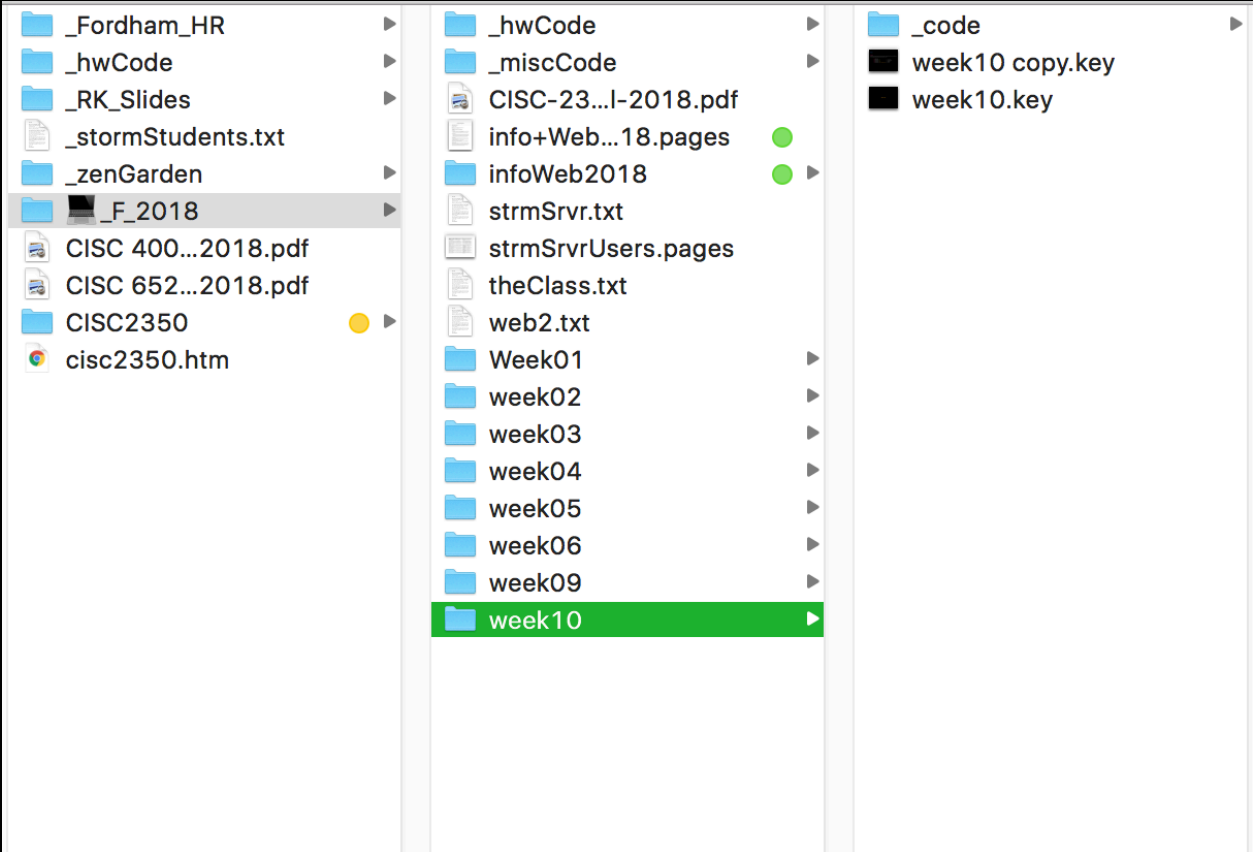 _Fordham_HR
_hwCode
_RK_Slides
_stormStudents.txt
_zenGarden
💻_F_2018
CISC 400...2018.pdf
CISC 652...2018.pdf
CISC2350
cisc2350.htm
_hwCode
_miscCode
CISC-23...l-2018.pdf
info+Web...18.pages
infoWeb2018
strmSrvr.txt
strmSrvrUsers.pages
theClass.txt
web2.txt
Week01
week02
week03
week04
week05
week06
week09
week10
_code
week10 copy.key
week10.key